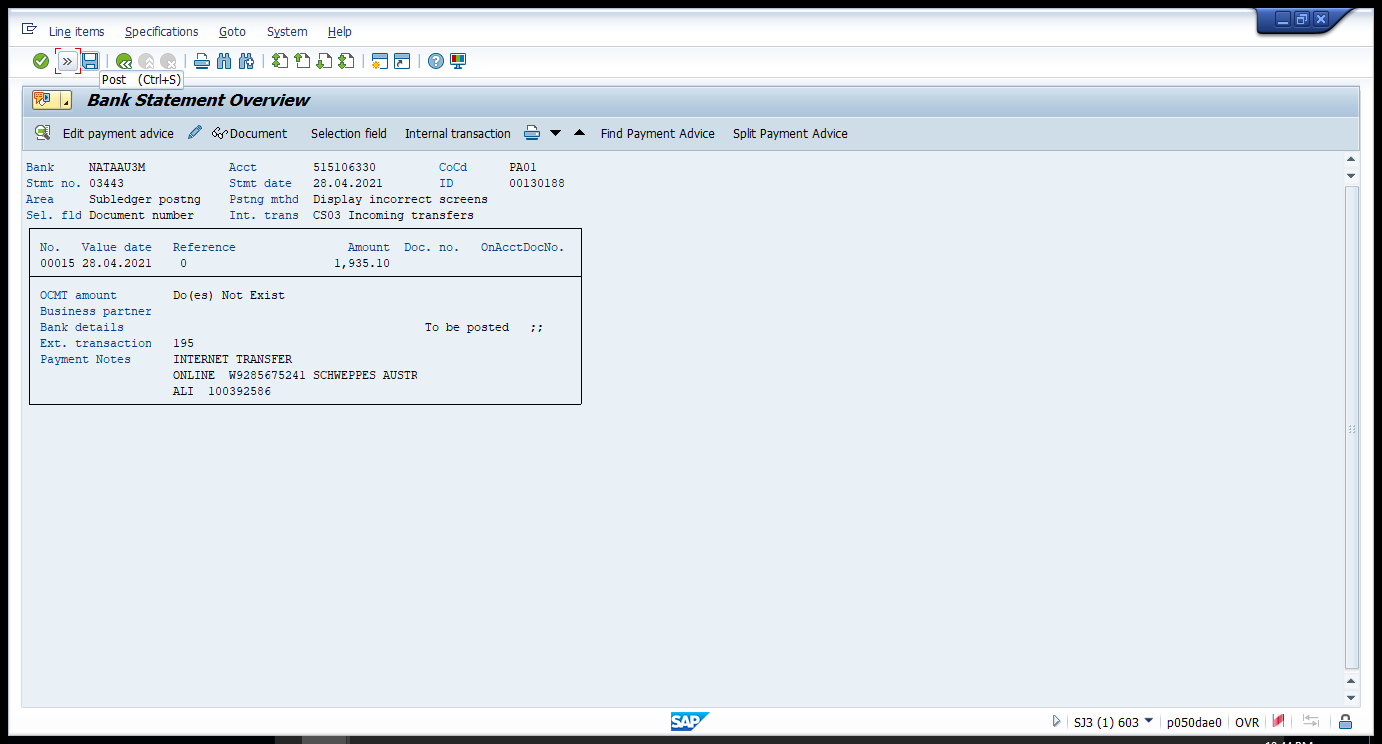 Line items Specifications Goto System Help
Post (Ctrl+S)
Bank Statement Overview
Edit payment advice Document Selection field Internal transaction Find Payment Advice Split Payment Advice
Bank NATAAU3M Acct 515106330 CoCd PA01
Stmt no. 03443 Stmt date 28.04.2021 ID 00130188
Area Subledger postng Pstng mthd Display incorrect screens
Sel. fld Document number Int. trans CS03 Incoming transfers
No. Value date Reference Amount Doc. no. OnAcctDocNo.
00015 28.04.2021 0 1,935.10
OCMT amount Do(es) Not Exist
Business partner
Bank details To be posted ;;
Ext. transaction 195
Payment Notes INTERNET TRANSFER
ONLINE W9285675241 SCHWEPPES AUSTR
ALI 100392586
SAP SJ3 (1) 603 p050dae0 OVR